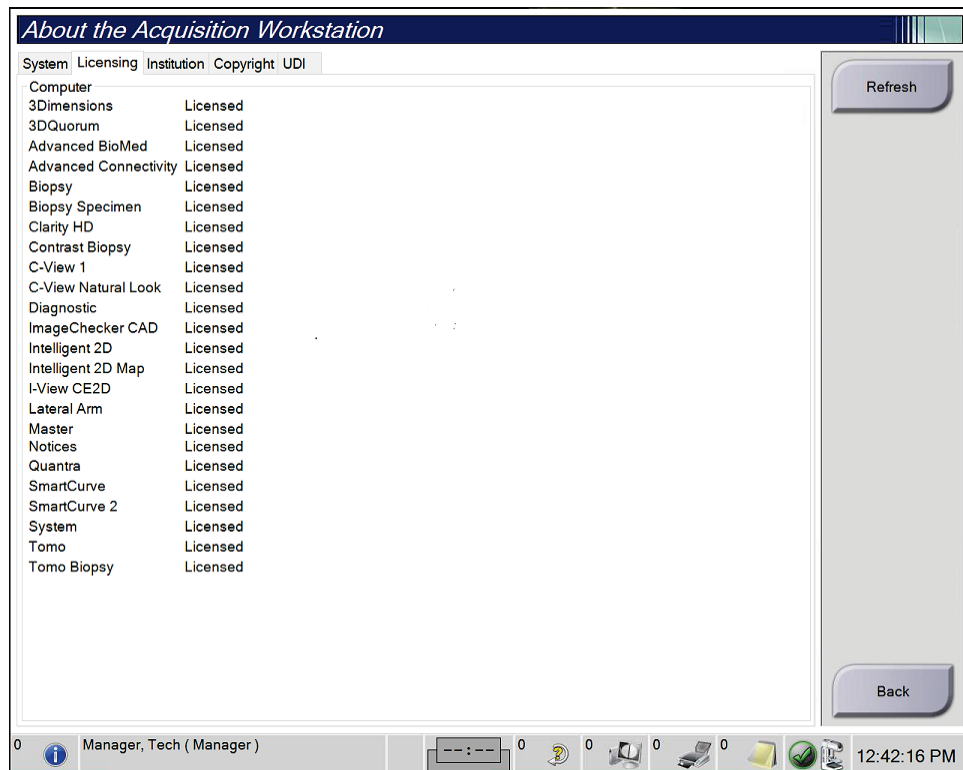 About the Acquisition Workstation
System Licensing Institution Copyright UDI
Refresh
Computer
3Dimensions Licensed
3DQuorum Licensed
Advanced BioMed Licensed
Advanced Connectivity Licensed
Biopsy Licensed
Biopsy Specimen Licensed
Clarity HD Licensed
Contrast Biopsy Licensed
C-View 1 Licensed
C-View Natural Look Licensed
Diagnostic Licensed
ImageChecker CAD Licensed
Intelligent 2D Licensed
Intelligent 2D Map Licensed
I-View CE2D Licensed
Lateral Arm Licensed
Master Licensed
Notices Licensed
Quantra Licensed
SmartCurve Licensed
SmartCurve 2 Licensed
System Licensed
Tomo Licensed
Tomo Biopsy Licensed
Back
0 Manager, Tech ( Manager ) --:-- 0 0 0 0 12:42:16 PM